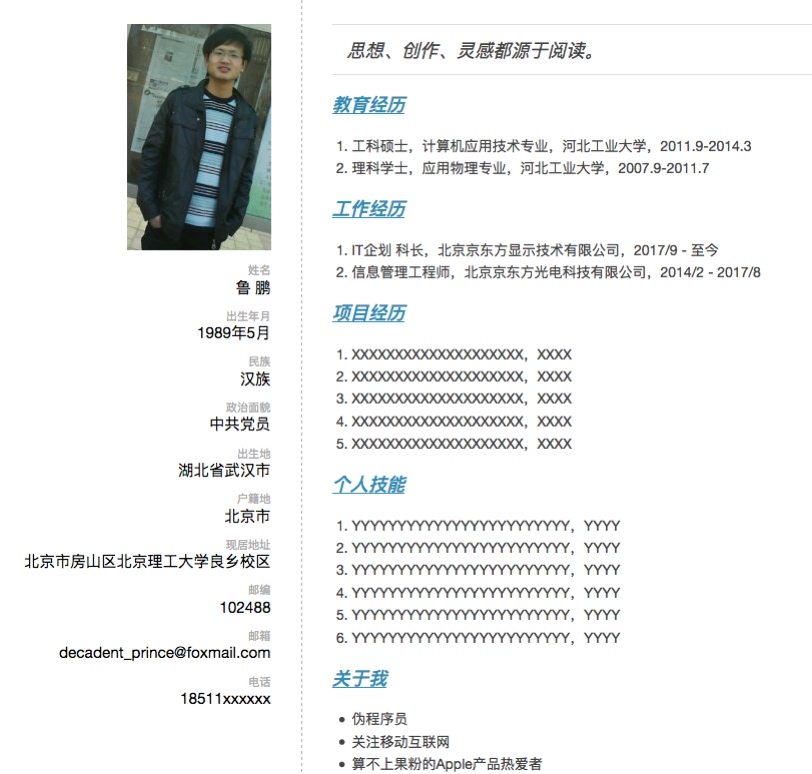 姓名
鲁 鹏
出生年月
1989年5月
民族
汉族
政治面貌
中共党员
出生地
湖北省武汉市
户籍地
北京市
现居地址
北京市房山区北京理工大学良乡校区
邮编
102488
邮箱
decadent_prince@foxmail.com
电话
18511xxxxxx
思想、创作、灵感都源于阅读。
教育经历
1. 工科硕士，计算机应用技术专业，河北工业大学，2011.9-2014.3
2. 理科学士，应用物理专业，河北工业大学，2007.9-2011.7
工作经历
1. IT企划 科长，北京京东方显示技术有限公司，2017/9 - 至今
2. 信息管理工程师，北京京东方光电科技有限公司，2014/2 - 2017/8
项目经历
1. XXXXXXXXXXXXXXXXXXXX，XXXX
2. XXXXXXXXXXXXXXXXXXXX，XXXX
3. XXXXXXXXXXXXXXXXXXXX，XXXX
4. XXXXXXXXXXXXXXXXXXXX，XXXX
5. XXXXXXXXXXXXXXXXXXXX，XXXX
个人技能
1. YYYYYYYYYYYYYYYYYYYYYYYY，YYYY
2. YYYYYYYYYYYYYYYYYYYYYYYY，YYYY
3. YYYYYYYYYYYYYYYYYYYYYYYY，YYYY
4. YYYYYYYYYYYYYYYYYYYYYYYY，YYYY
5. YYYYYYYYYYYYYYYYYYYYYYYY，YYYY
6. YYYYYYYYYYYYYYYYYYYYYYYY，YYYY
关于我
• 伪程序员
• 关注移动互联网
• 算不上果粉的Apple产品热爱者